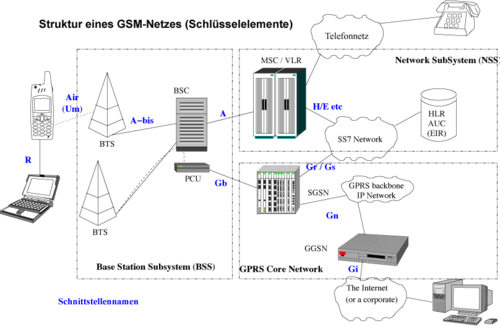 Struktur eines GSM-Netzes (Schlüsselelemente)
Telefonnetz
MSC / VLR
Network SubSystem (NSS)
BSC
Air
(Um)
A-bis
A
H/E etc
HLR
AUC
(EIR)
BTS
SS7 Network
R
PCU
Gb
Gr / Gs
SGSN
GPRS backbone
IP Network
Gn
BTS
GGSN
Base Station Subsystem (BSS)
GPRS Core Network
Gi
The Internet
(or a corporate)
Schnittstellennamen